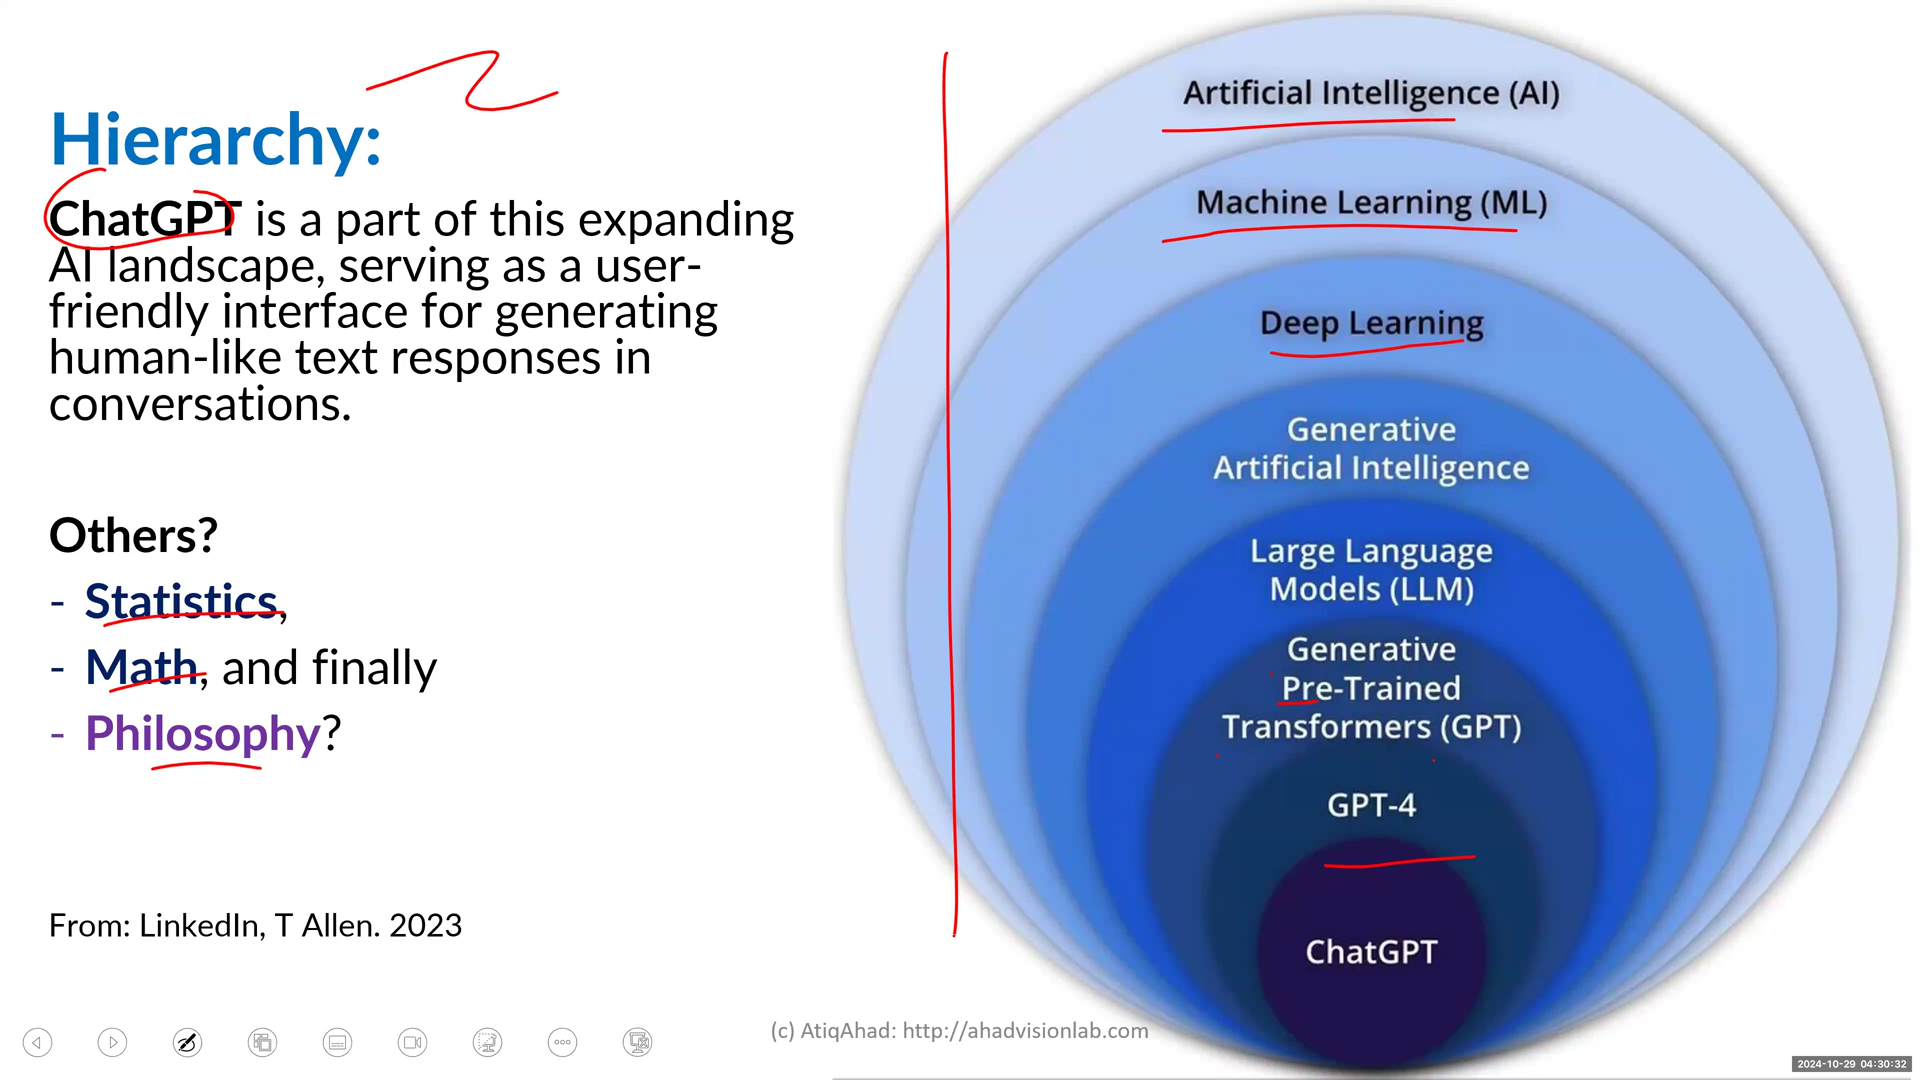 Hierarchy:
ChatGPT is a part of this expanding
AI landscape, serving as a user-
friendly interface for generating
human-like text responses in
conversations.
Others?
- Statistics,
- Math, and finally
- Philosophy?
From: LinkedIn, T Allen. 2023
Artificial Intelligence (AI)
Machine Learning (ML)
Deep Learning
Generative
Artificial Intelligence
Large Language
Models (LLM)
Generative
Pre-Trained
Transformers (GPT)
GPT-4
ChatGPT
(c) AtiqAhad: http://ahadvisionlab.com
2024-10-29 04:30:32